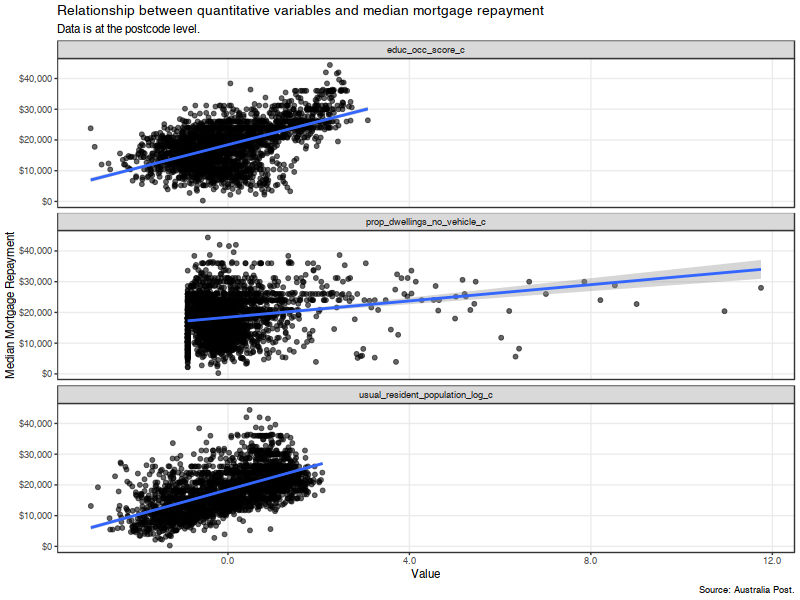 Relationship between quantitative variables and median mortgage repayment
Data is at the postcode level.
educ_occ_score_c
$40,000
$30,000
$20,000
$10,000
$0
prop_dwellings_no_vehicle_c
$40,000
$30,000
$20,000
$10,000
$0
Median Mortgage Repayment
usual_resident_population_log_c
$40,000
$30,000
$20,000
$10,000
$0
0.0 4.0 8.0 12.0
Value
Source: Australia Post.